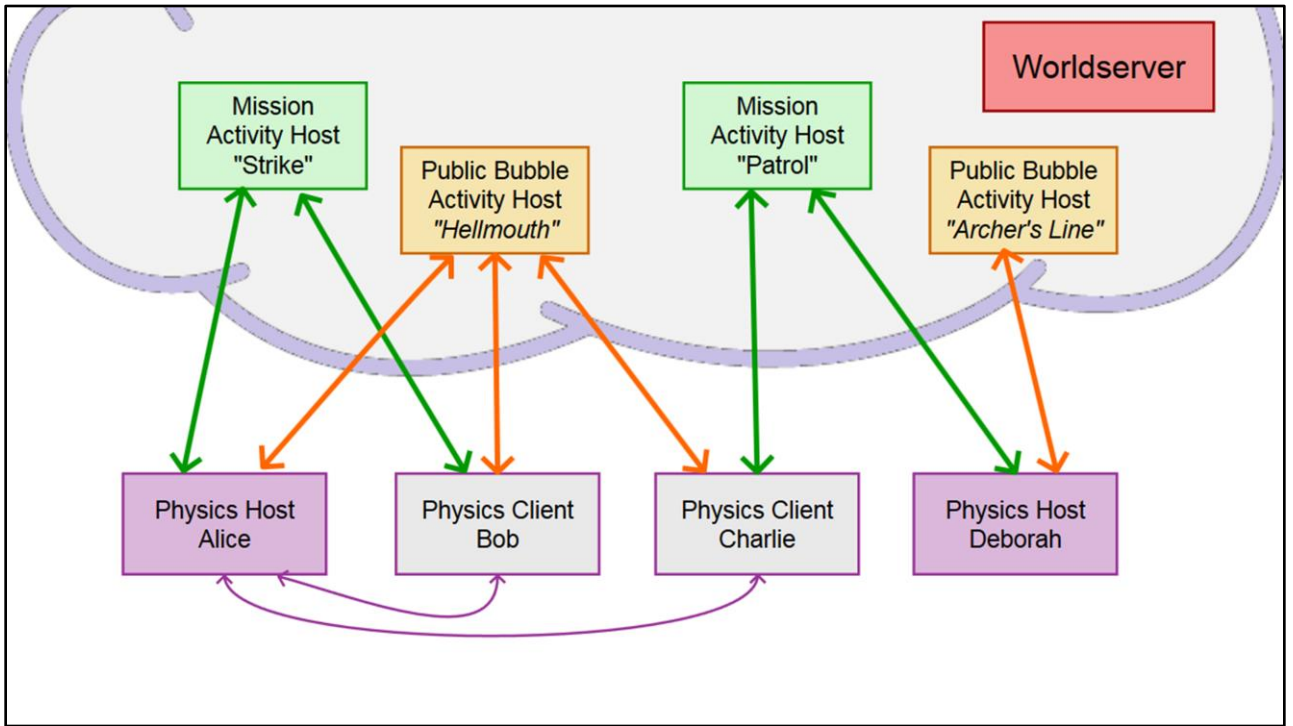 Worldserver
Mission
Activity Host
"Strike"
Public Bubble
Activity Host
"Hellmouth"
Mission
Activity Host
"Patrol"
Public Bubble
Activity Host
"Archer's Line"
Physics Host
Alice
Physics Client
Bob
Physics Client
Charlie
Physics Host
Deborah